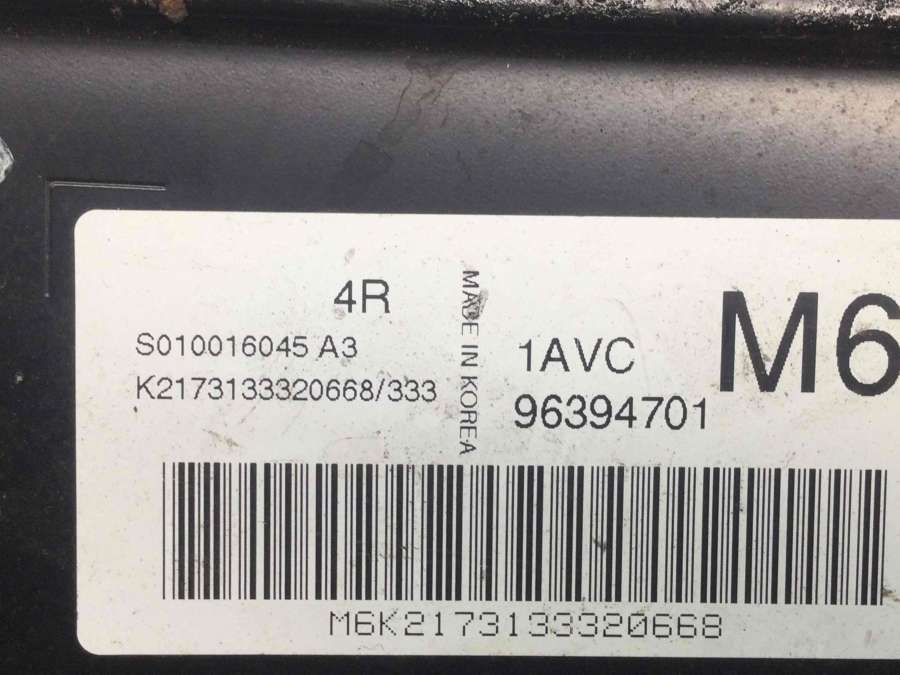 4R
S010016045 A3
K2173133320668/333
MADE IN KOREA
1AVC
96394701
M6
M6K2173133320668